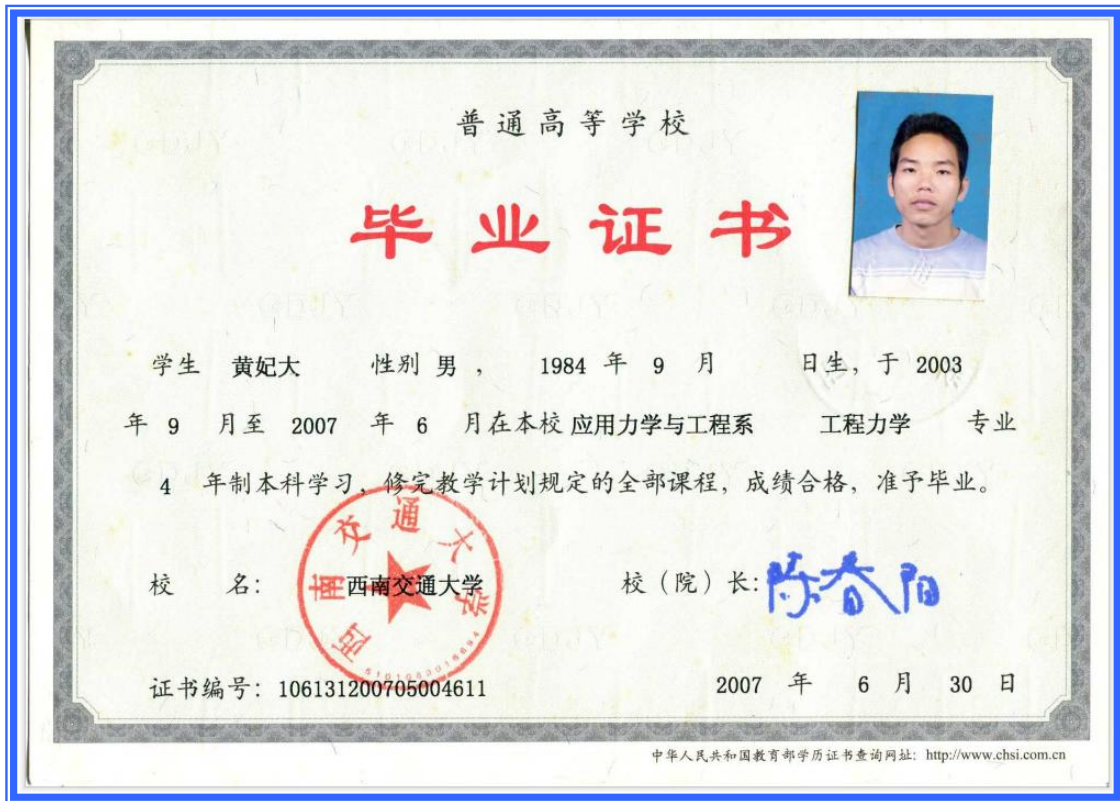 普通高等学校
毕业证书
学生 黄妃大 性别 男 , 1984 年 9 月 日生, 于 2003
年 9 月至 2007 年 6 月在本校 应用力学与工程系 工程力学 专业
4 年制本科学习, 修完教学计划规定的全部课程, 成绩合格, 准予毕业。
校 名: 西南交通大学 校(院)长: 陈春阳
西南交通大学
证书编号: 106131200705004611 2007 年 6 月 30 日
中华人民共和国教育部学历证书查询网址: http://www.chsi.com.cn